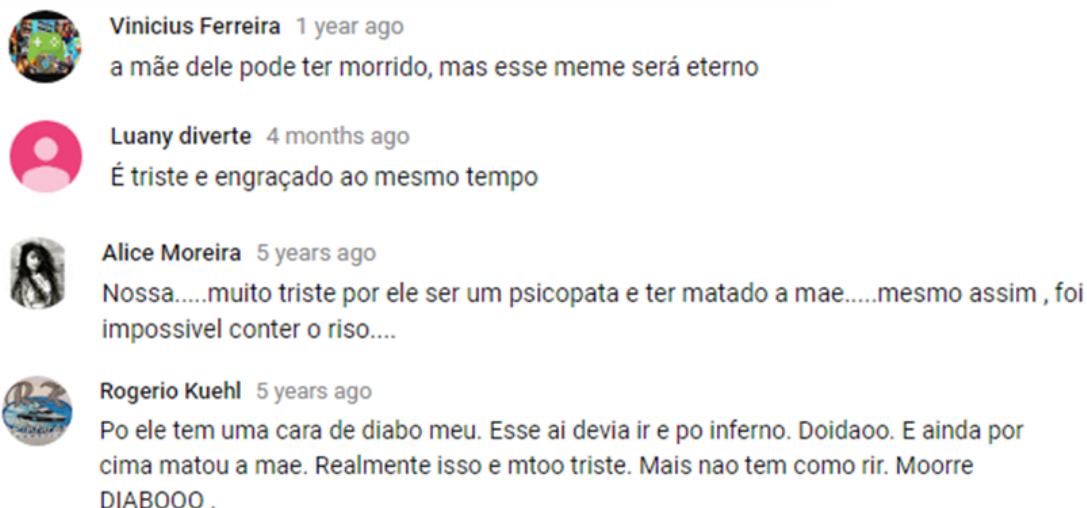 Vinicius Ferreira 1 year ago
a mãe dele pode ter morrido, mas esse meme será eterno
Luany diverte 4 months ago
É triste e engraçado ao mesmo tempo
Alice Moreira 5 years ago
Nossa.....muito triste por ele ser um psicopata e ter matado a mae.....mesmo assim , foi
impossivel conter o riso....
Rogerio Kuehl 5 years ago
Po ele tem uma cara de diabo meu. Esse ai devia ir e po inferno. Doidaoo. E ainda por
cima matou a mae. Realmente isso e mtoo triste. Mais nao tem como rir. Moorre
DIABOOO .